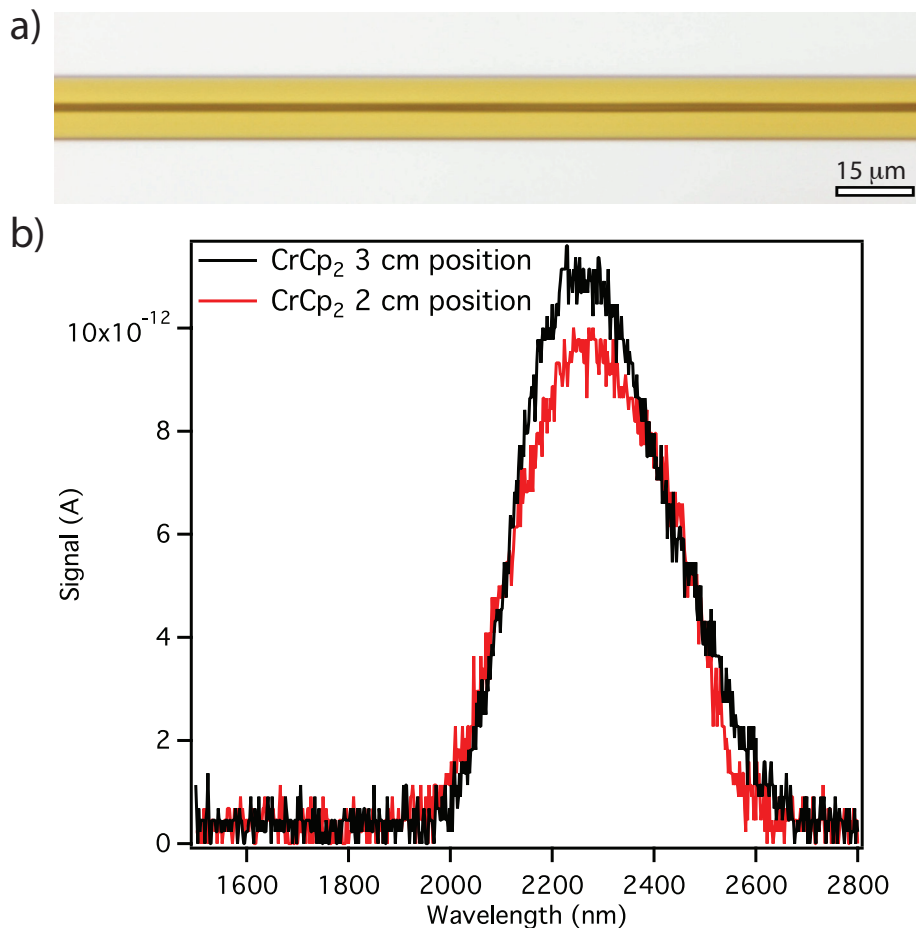 a)
15 μm
b)
CrCp₂ 3 cm position
CrCp₂ 2 cm position
10x10⁻¹²
8
6
4
2
0
Signal (A)
1600 1800 2000 2200 2400 2600 2800
Wavelength (nm)